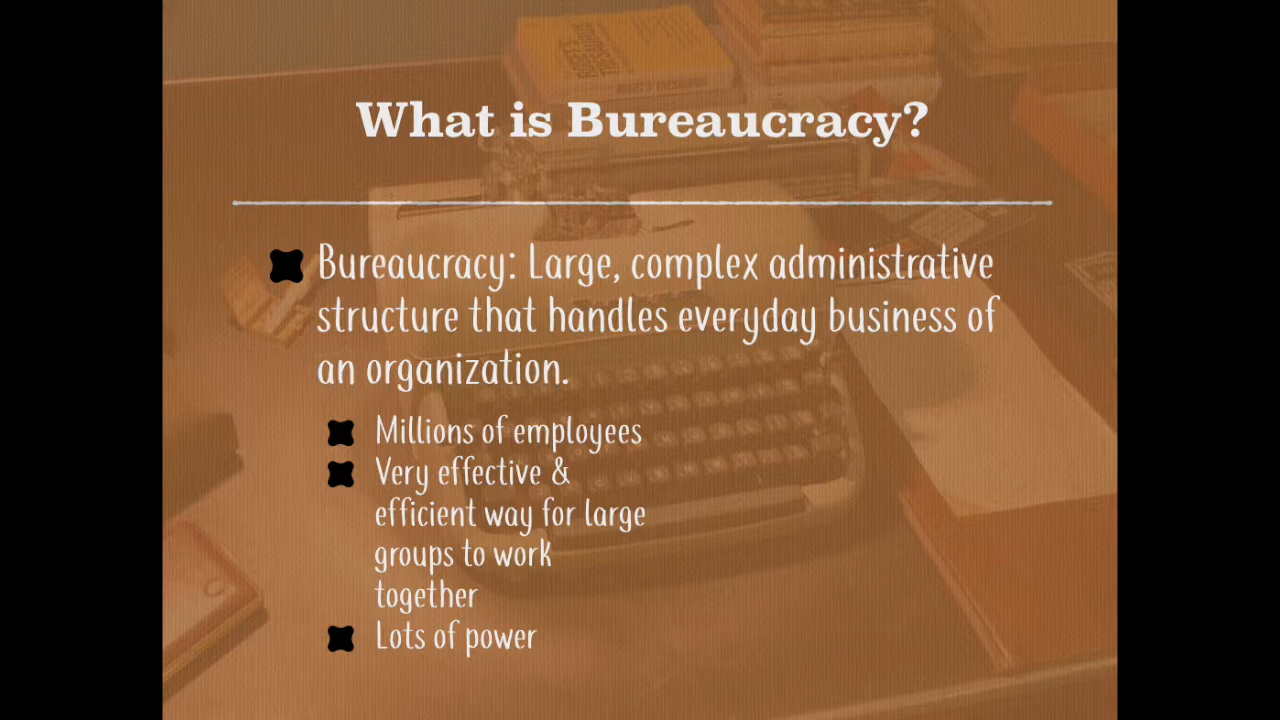 What is Bureaucracy?
Bureaucracy: Large, complex administrative
structure that handles everyday business of
an organization.
Millions of employees
Very effective &
efficient way for large
groups to work
together
Lots of power